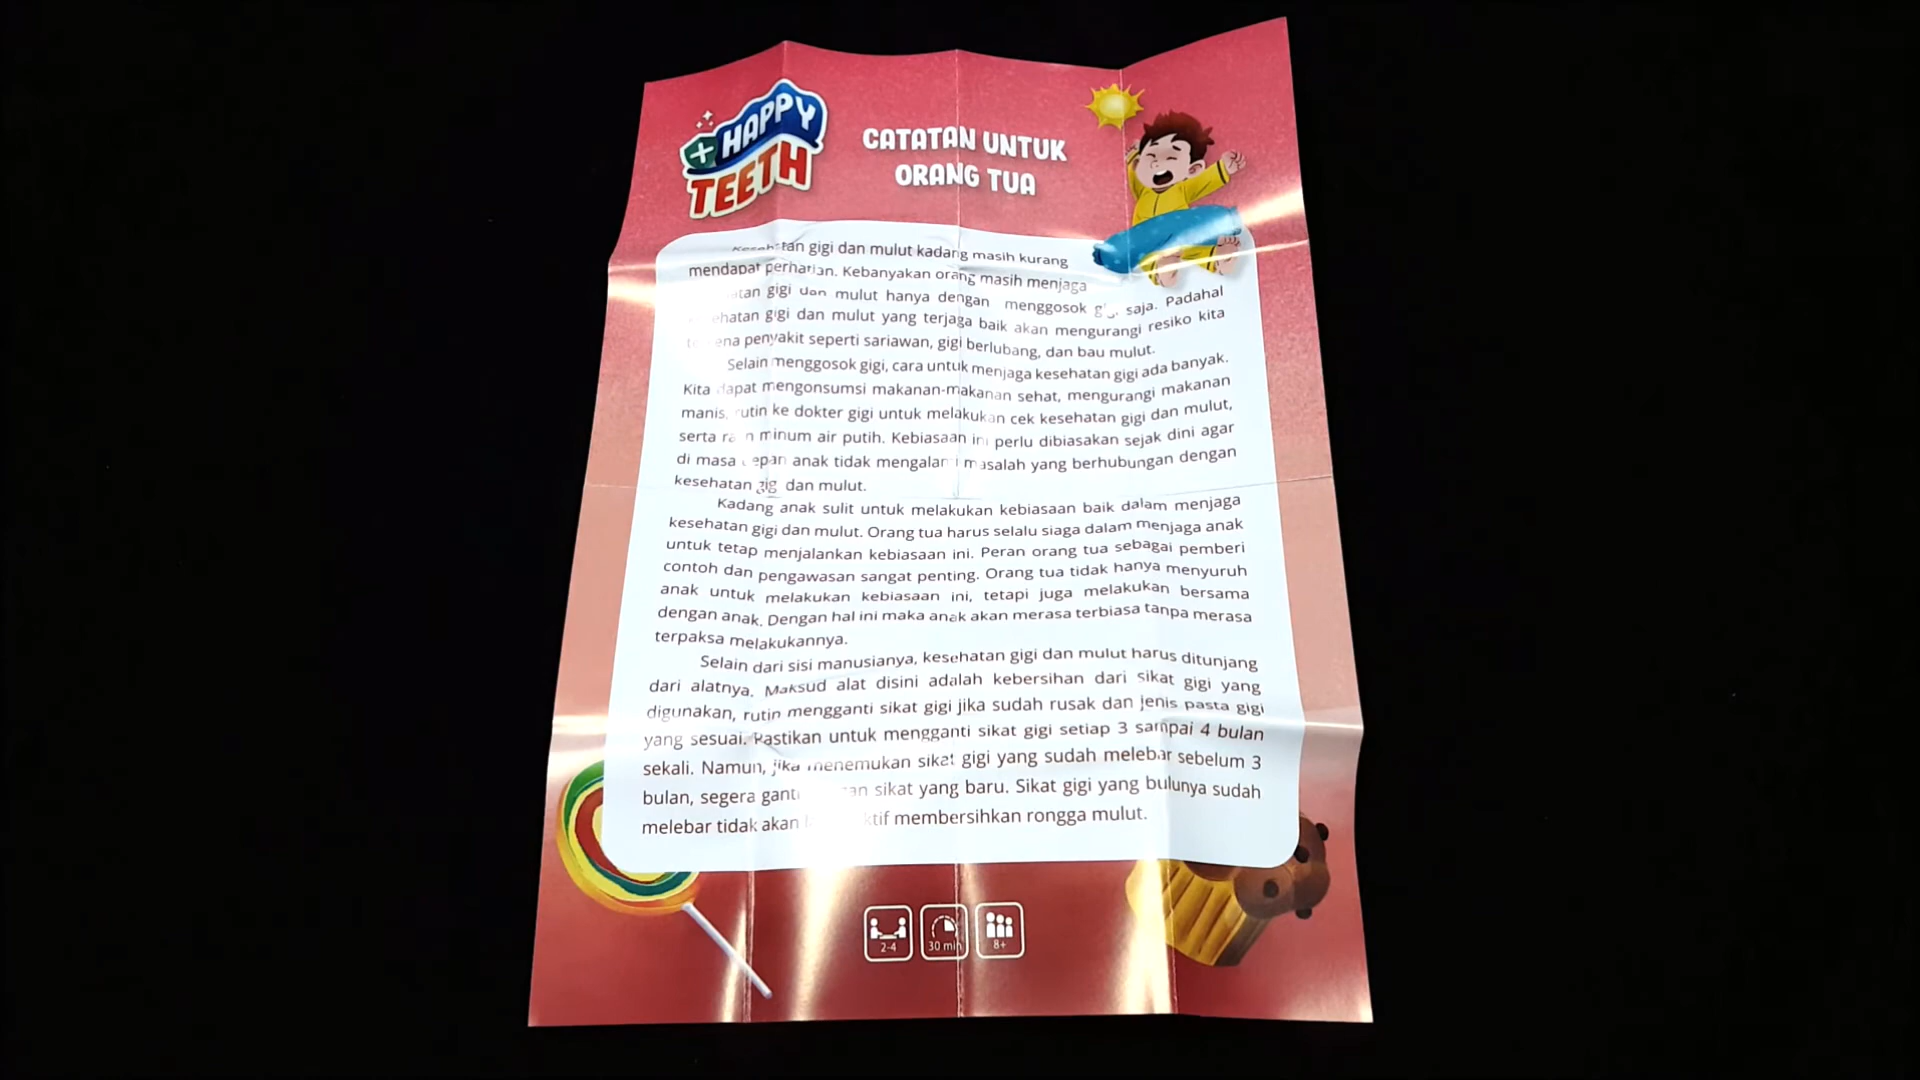 HAPPY
TEETH
CATATAN UNTUK
ORANG TUA
gigi dan mulut kadang masih kurang
mendapat perhatian. Kebanyakan orang masih menjaga
gigi dan mulut hanya dengan menggosok saja. Padahal
gigi dan mulut yang terjaga baik akan mengurangi resiko kita
penyakit seperti sariawan, gigi berlubang, dan bau mulut.
Selain menggosok gigi, cara untuk menjaga kesehatan gigi ada banyak.
Kita dapat mengonsumsi makanan-makanan sehat, mengurangi makanan
manis, rutin ke dokter gigi untuk melakukan cek kesehatan gigi dan mulut,
serta minum air putih. Kebiasaan ini perlu dibiasakan sejak dini agar
di masa depan anak tidak mengalami masalah yang berhubungan dengan
kesehatan dan mulut.
Kadang anak sulit untuk melakukan kebiasaan baik dalam menjaga
kesehatan gigi dan mulut. Orang tua harus selalu siaga dalam menjaga anak
untuk tetap menjalankan kebiasaan ini. Peran orang tua sebagai pemberi
contoh dan pengawasan sangat penting. Orang tua tidak hanya menyuruh
anak untuk melakukan kebiasaan ini, tetapi juga melakukan bersama
dengan anak. Dengan hal ini maka anak akan merasa terbiasa tanpa merasa
terpaksa melakukannya.
Selain dari sisi manusianya, kesehatan gigi dan mulut harus ditunjang
dari alatnya. Maksud alat disini adalah kebersihan dari sikat gigi yang
digunakan, rutin mengganti sikat gigi jika sudah rusak dan jenis pasta gigi
yang sesuai. Pastikan untuk mengganti sikat gigi setiap 3 sampai 4 bulan
sekali. Namun, jika menemukan sikat gigi yang sudah melebar sebelum 3
bulan, segera sikat yang baru. Sikat gigi yang bulunya sudah
melebar tidak akan membersihkan rongga mulut.
2-4
30 min
8+